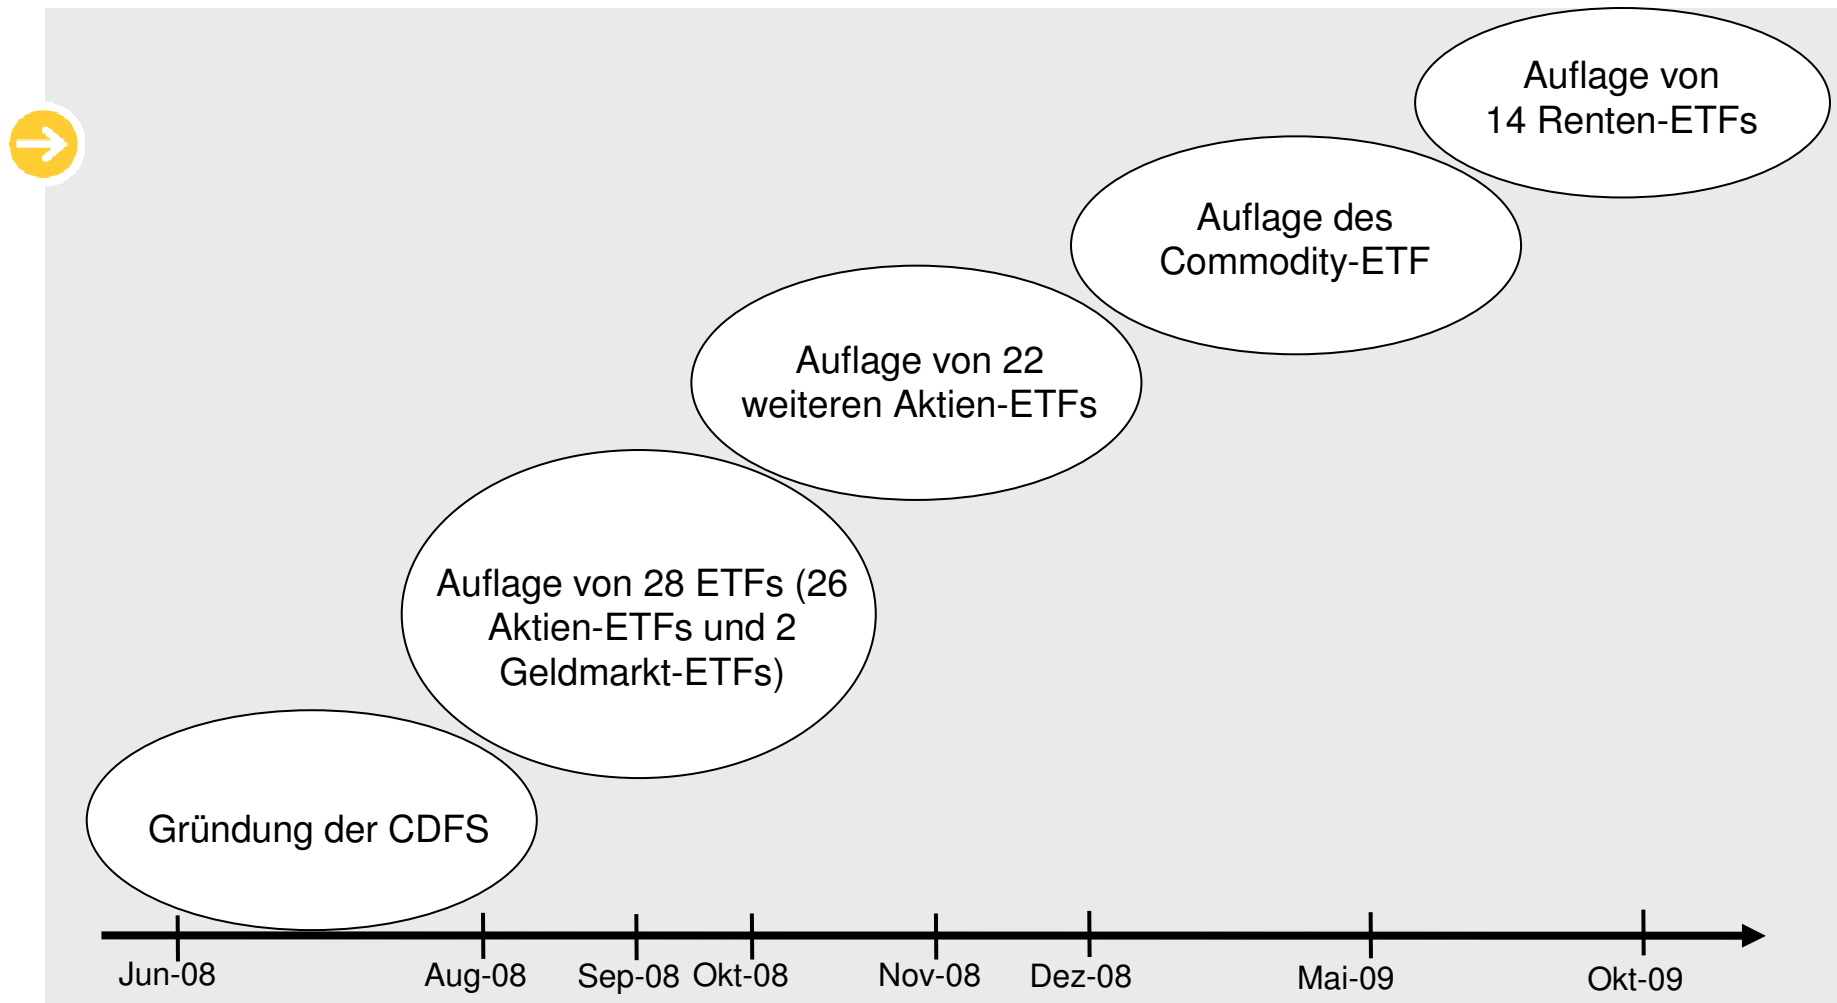 Auflage von
14 Renten-ETFs
Auflage des
Commodity-ETF
Auflage von 22
weiteren Aktien-ETFs
Auflage von 28 ETFs (26
Aktien-ETFs und 2
Geldmarkt-ETFs)
Gründung der CDFS
Jun-08 Aug-08 Sep-08 Okt-08 Nov-08 Dez-08 Mai-09 Okt-09